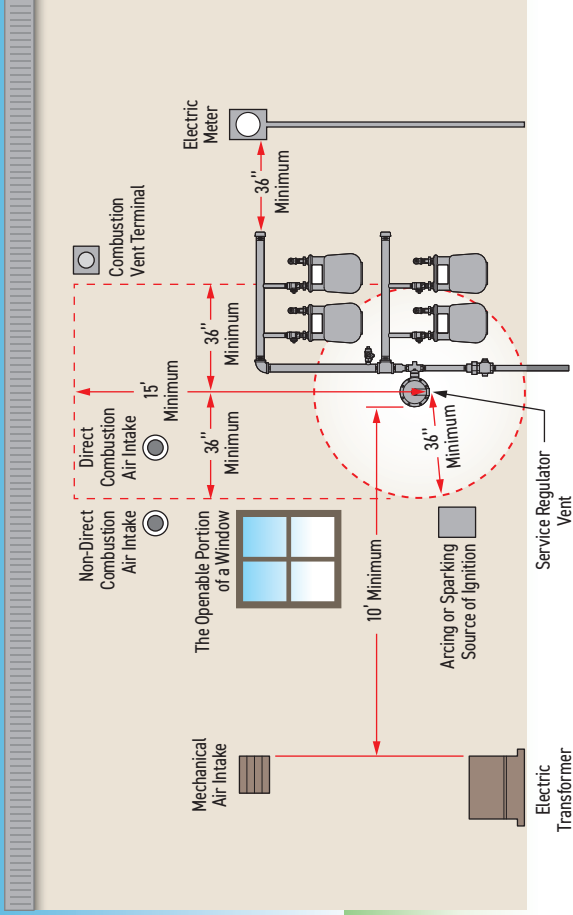 Electric
Meter
36"
Minimum
Combustion
Vent Terminal
36"
Minimum
15'
Minimum
36"
Minimum
Direct
Combustion
Air Intake
Non-Direct
Combustion
Air Intake
The Openable Portion
of a Window
10' Minimum
36"
Minimum
Arcing or Sparking
Source of Ignition
Service Regulator
Vent
Mechanical
Air Intake
Electric
Transformer